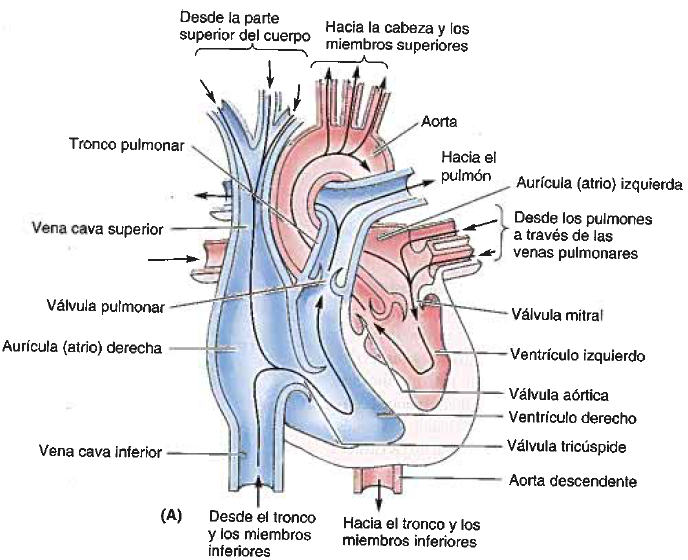 Desde la parte
superior del cuerpo
Hacia la cabeza y los
miembros superiores
Aorta
Tronco pulmonar
Hacia el
pulmón
Aurícula (atrio) izquierda
Vena cava superior
Desde los pulmones
a través de las
venas pulmonares
Válvula pulmonar
Válvula mitral
Aurícula (atrio) derecha
Ventrículo izquierdo
Válvula aórtica
Ventrículo derecho
Vena cava inferior
Válvula tricúspide
Aorta descendente
(A)
Desde el tronco
y los miembros
inferiores
Hacia el tronco y los
miembros inferiores